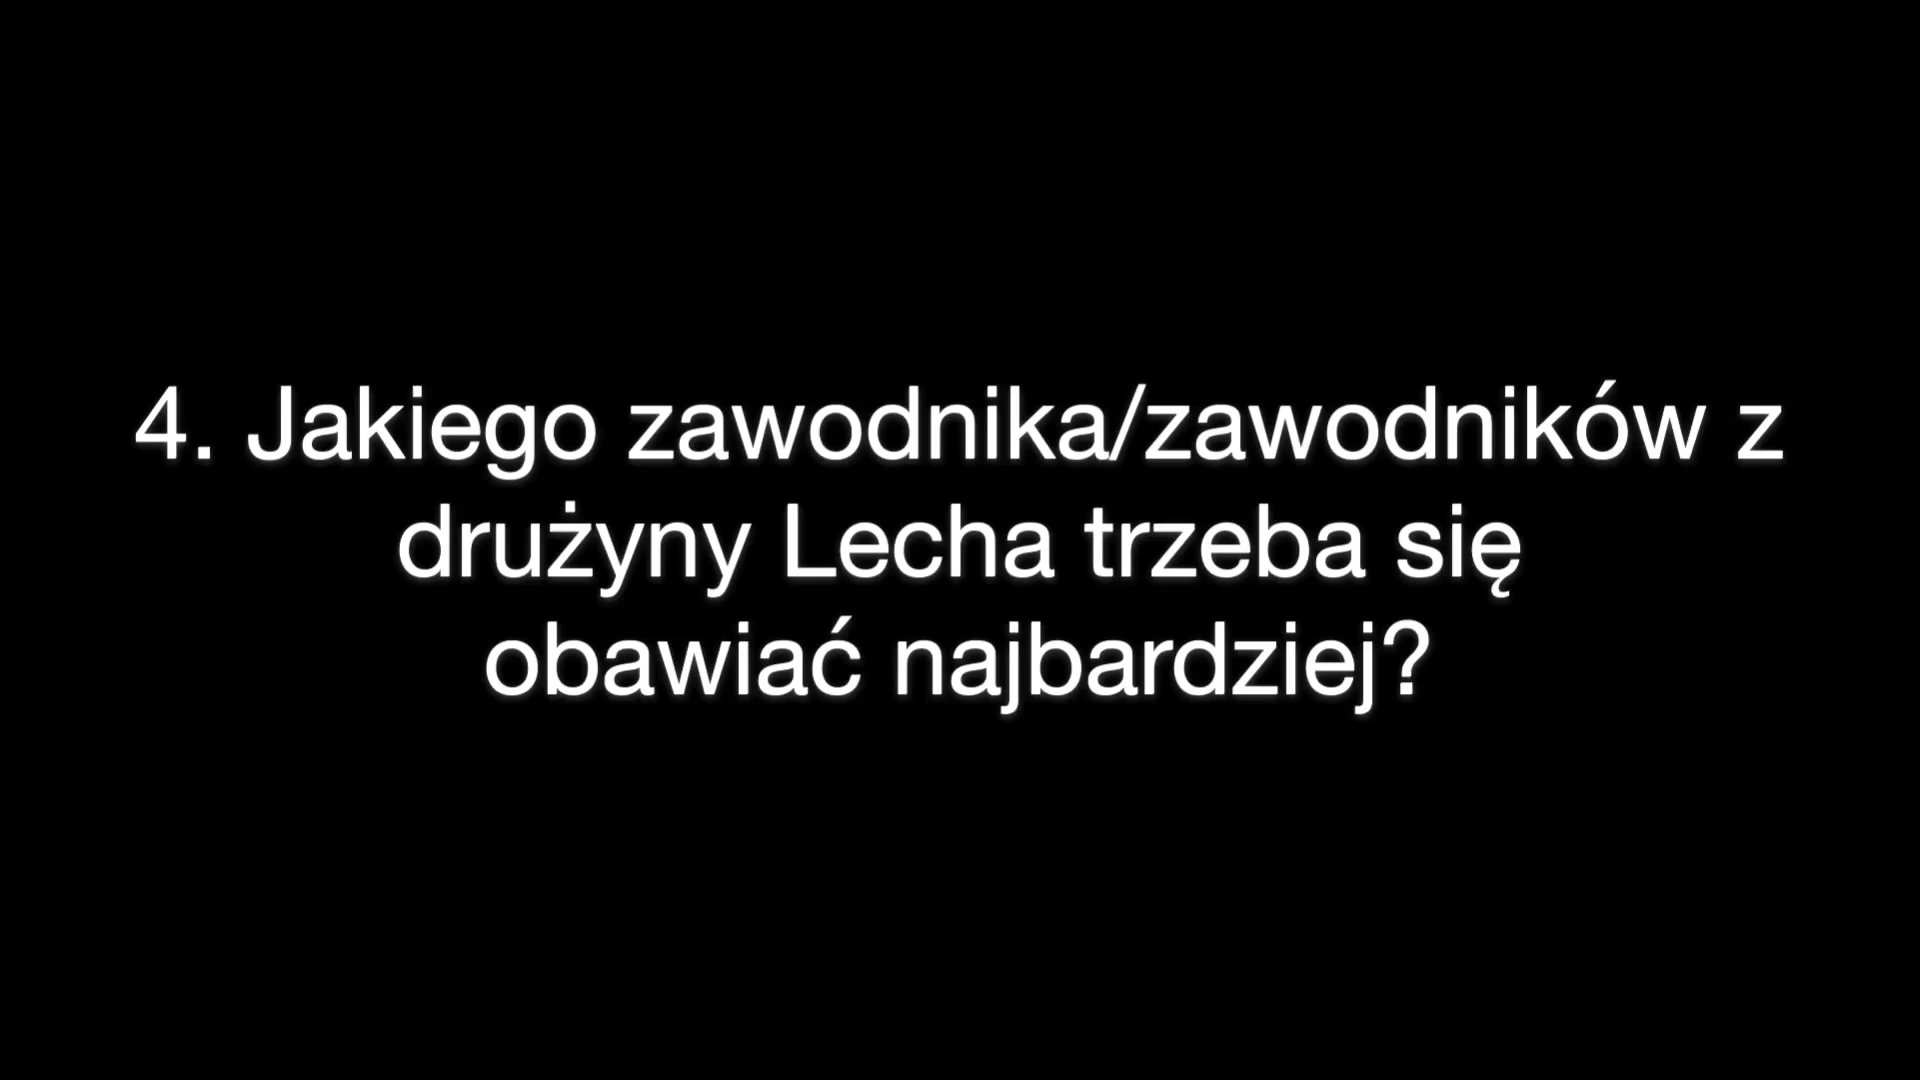 4. Jakiego zawodnika/zawodników z
drużyny Lecha trzeba się
obawiać najbardziej?